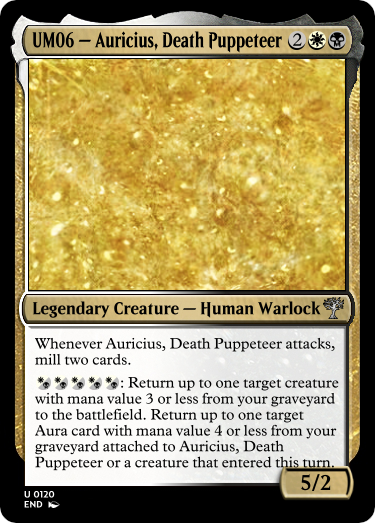 UM06 — Auricius, Death Puppeteer 2
Legendary Creature — Human Warlock
Whenever Auricius, Death Puppeteer attacks,
mill two cards.
: Return up to one target creature
with mana value 3 or less from your graveyard
to the battlefield. Return up to one target
Aura card with mana value 4 or less from your
graveyard attached to Auricius, Death
Puppeteer or a creature that entered this turn.
5/2
U 0120
END